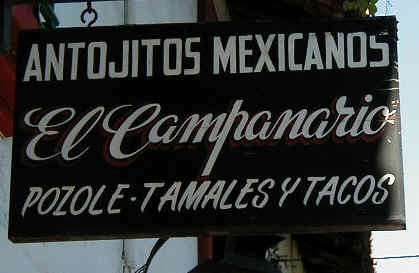 ANTOJITOS MEXICANOS
El Campanario
POZOLE - TAMALES Y TACOS